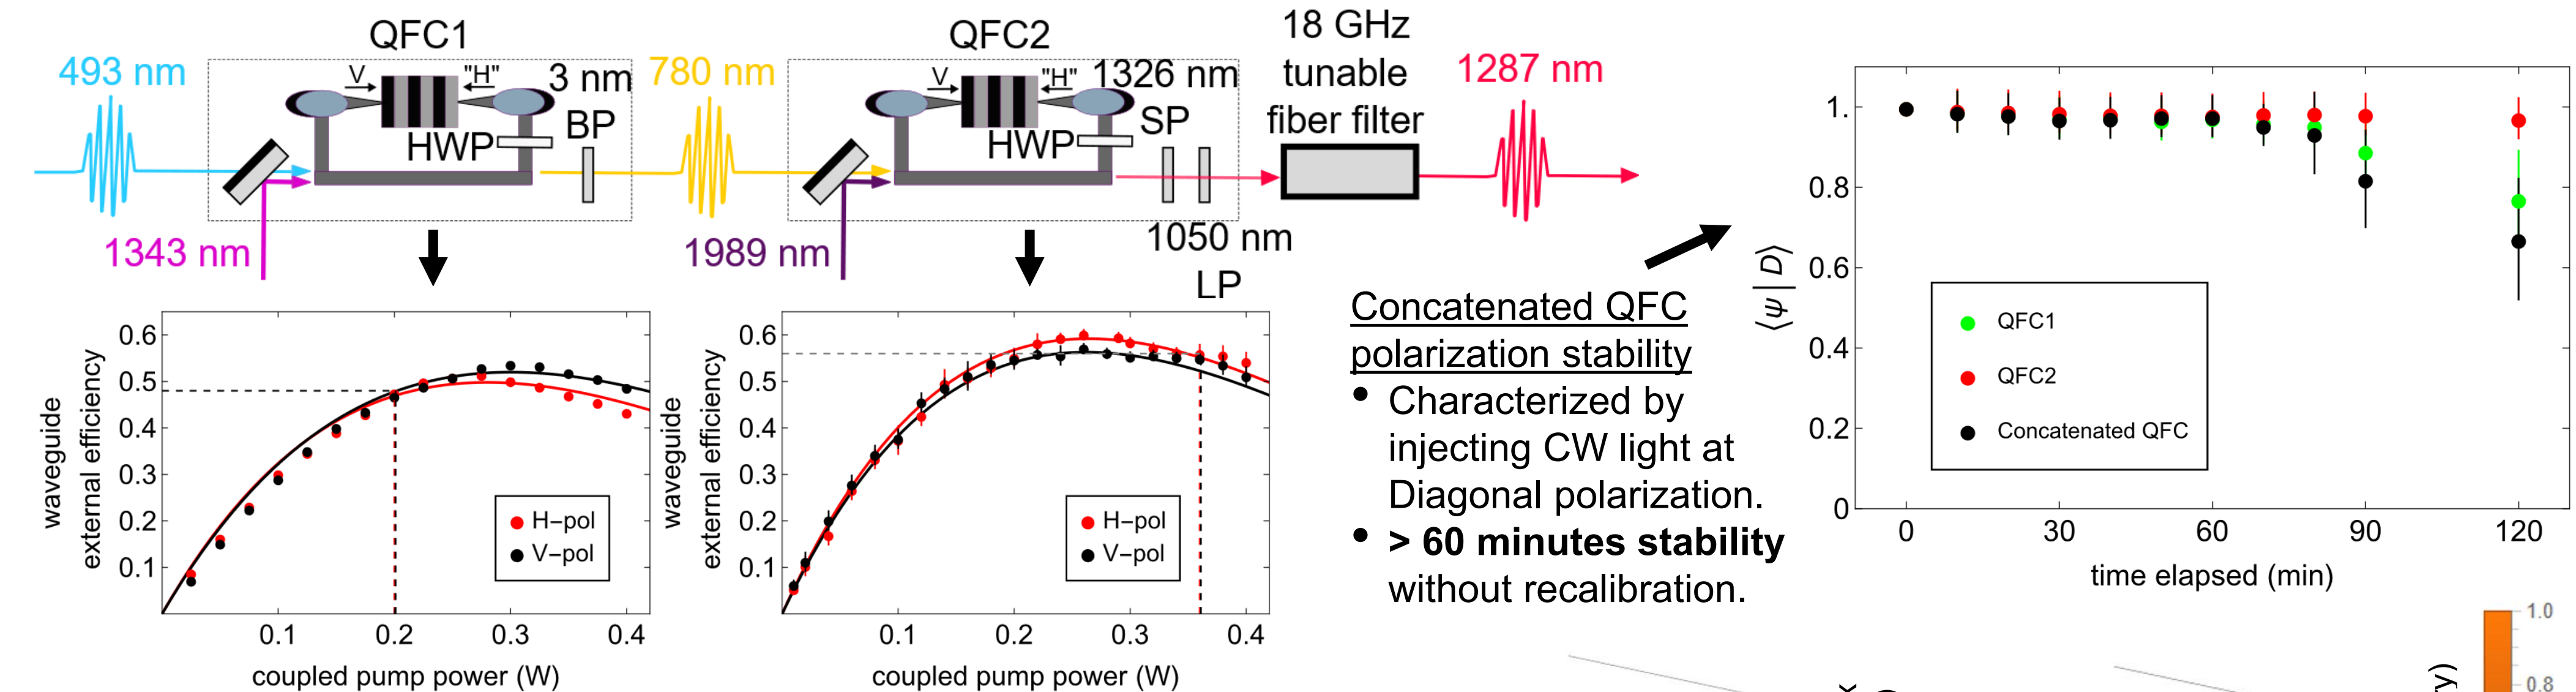 QFC1
QFC2
18 GHz
tunable
fiber filter
493 nm
V
"H"
3 nm
BP
HWP
1343 nm
780 nm
V
"H"
1326 nm
SP
HWP
1989 nm
1050 nm
LP
1287 nm
waveguide
external efficiency
0.6
0.5
0.4
0.3
0.2
0.1
H-pol
V-pol
0.1
0.2
0.3
0.4
coupled pump power (W)
waveguide
external efficiency
0.6
0.5
0.4
0.3
0.2
0.1
H-pol
V-pol
0.1
0.2
0.3
0.4
coupled pump power (W)
Concatenated QFC
polarization stability
• Characterized by
injecting CW light at
Diagonal polarization.
• > 60 minutes stability
without recalibration.
⟨ψ | D⟩
1.
0.8
0.6
0.4
0.2
0
QFC1
QFC2
Concatenated QFC
0
30
60
90
120
time elapsed (min)
1.0
0.8